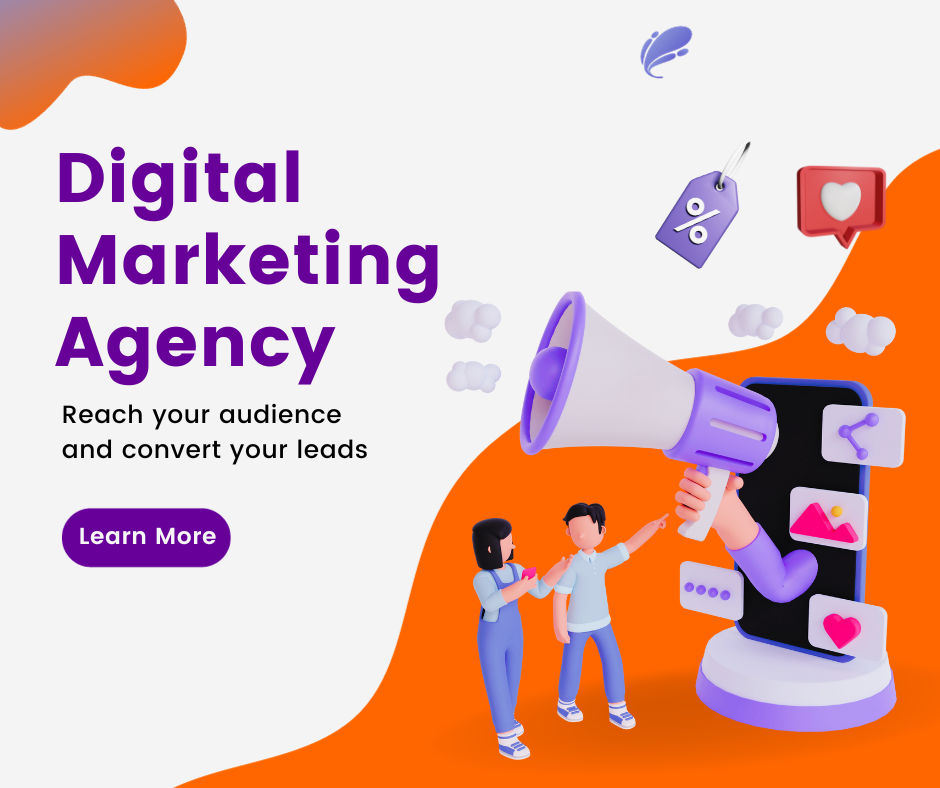 Digital
Marketing
Agency
Reach your audience
and convert your leads
Learn More
%